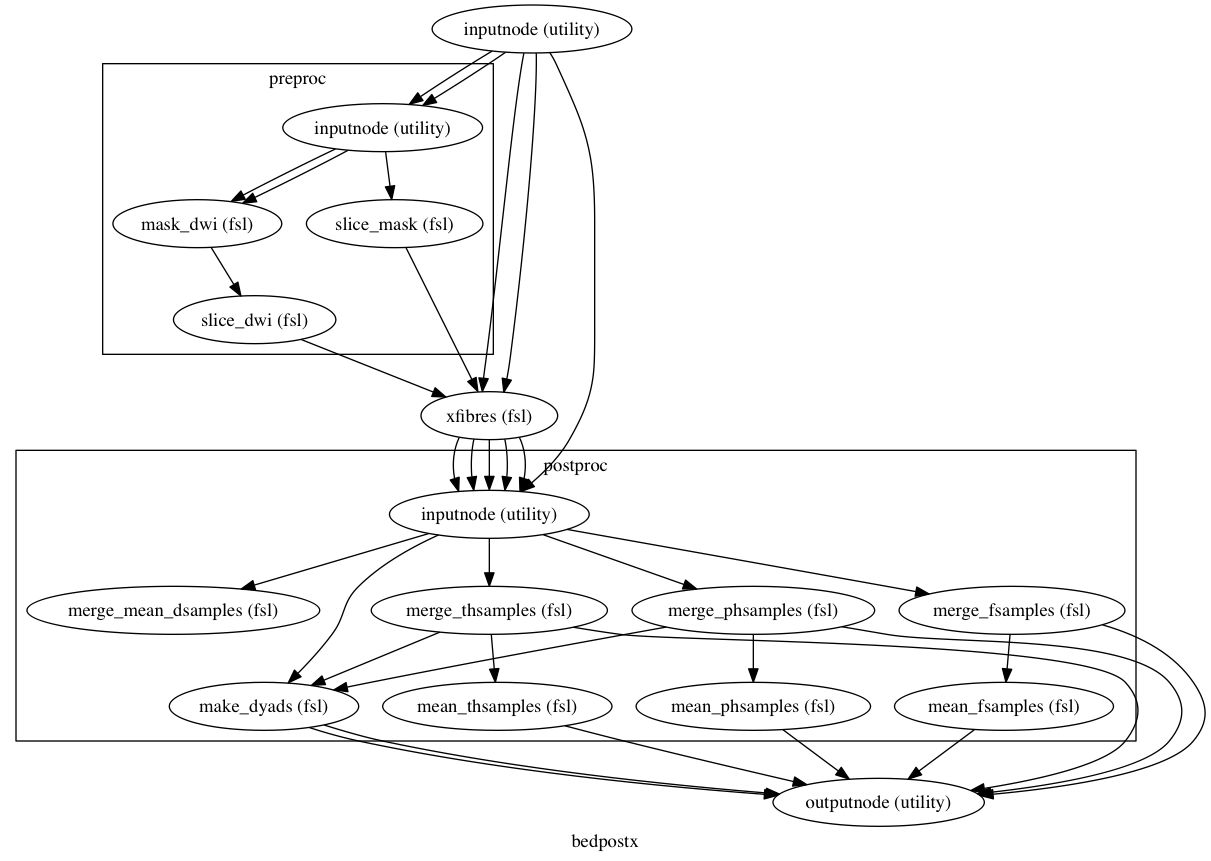 inputnode (utility)
preproc
inputnode (utility)
mask_dwi (fsl)
slice_mask (fsl)
slice_dwi (fsl)
xfibres (fsl)
postproc
inputnode (utility)
merge_mean_dsamples (fsl)
merge_thsamples (fsl)
merge_phsamples (fsl)
merge_fsamples (fsl)
make_dyads (fsl)
mean_thsamples (fsl)
mean_phsamples (fsl)
mean_fsamples (fsl)
outputnode (utility)
bedpostx